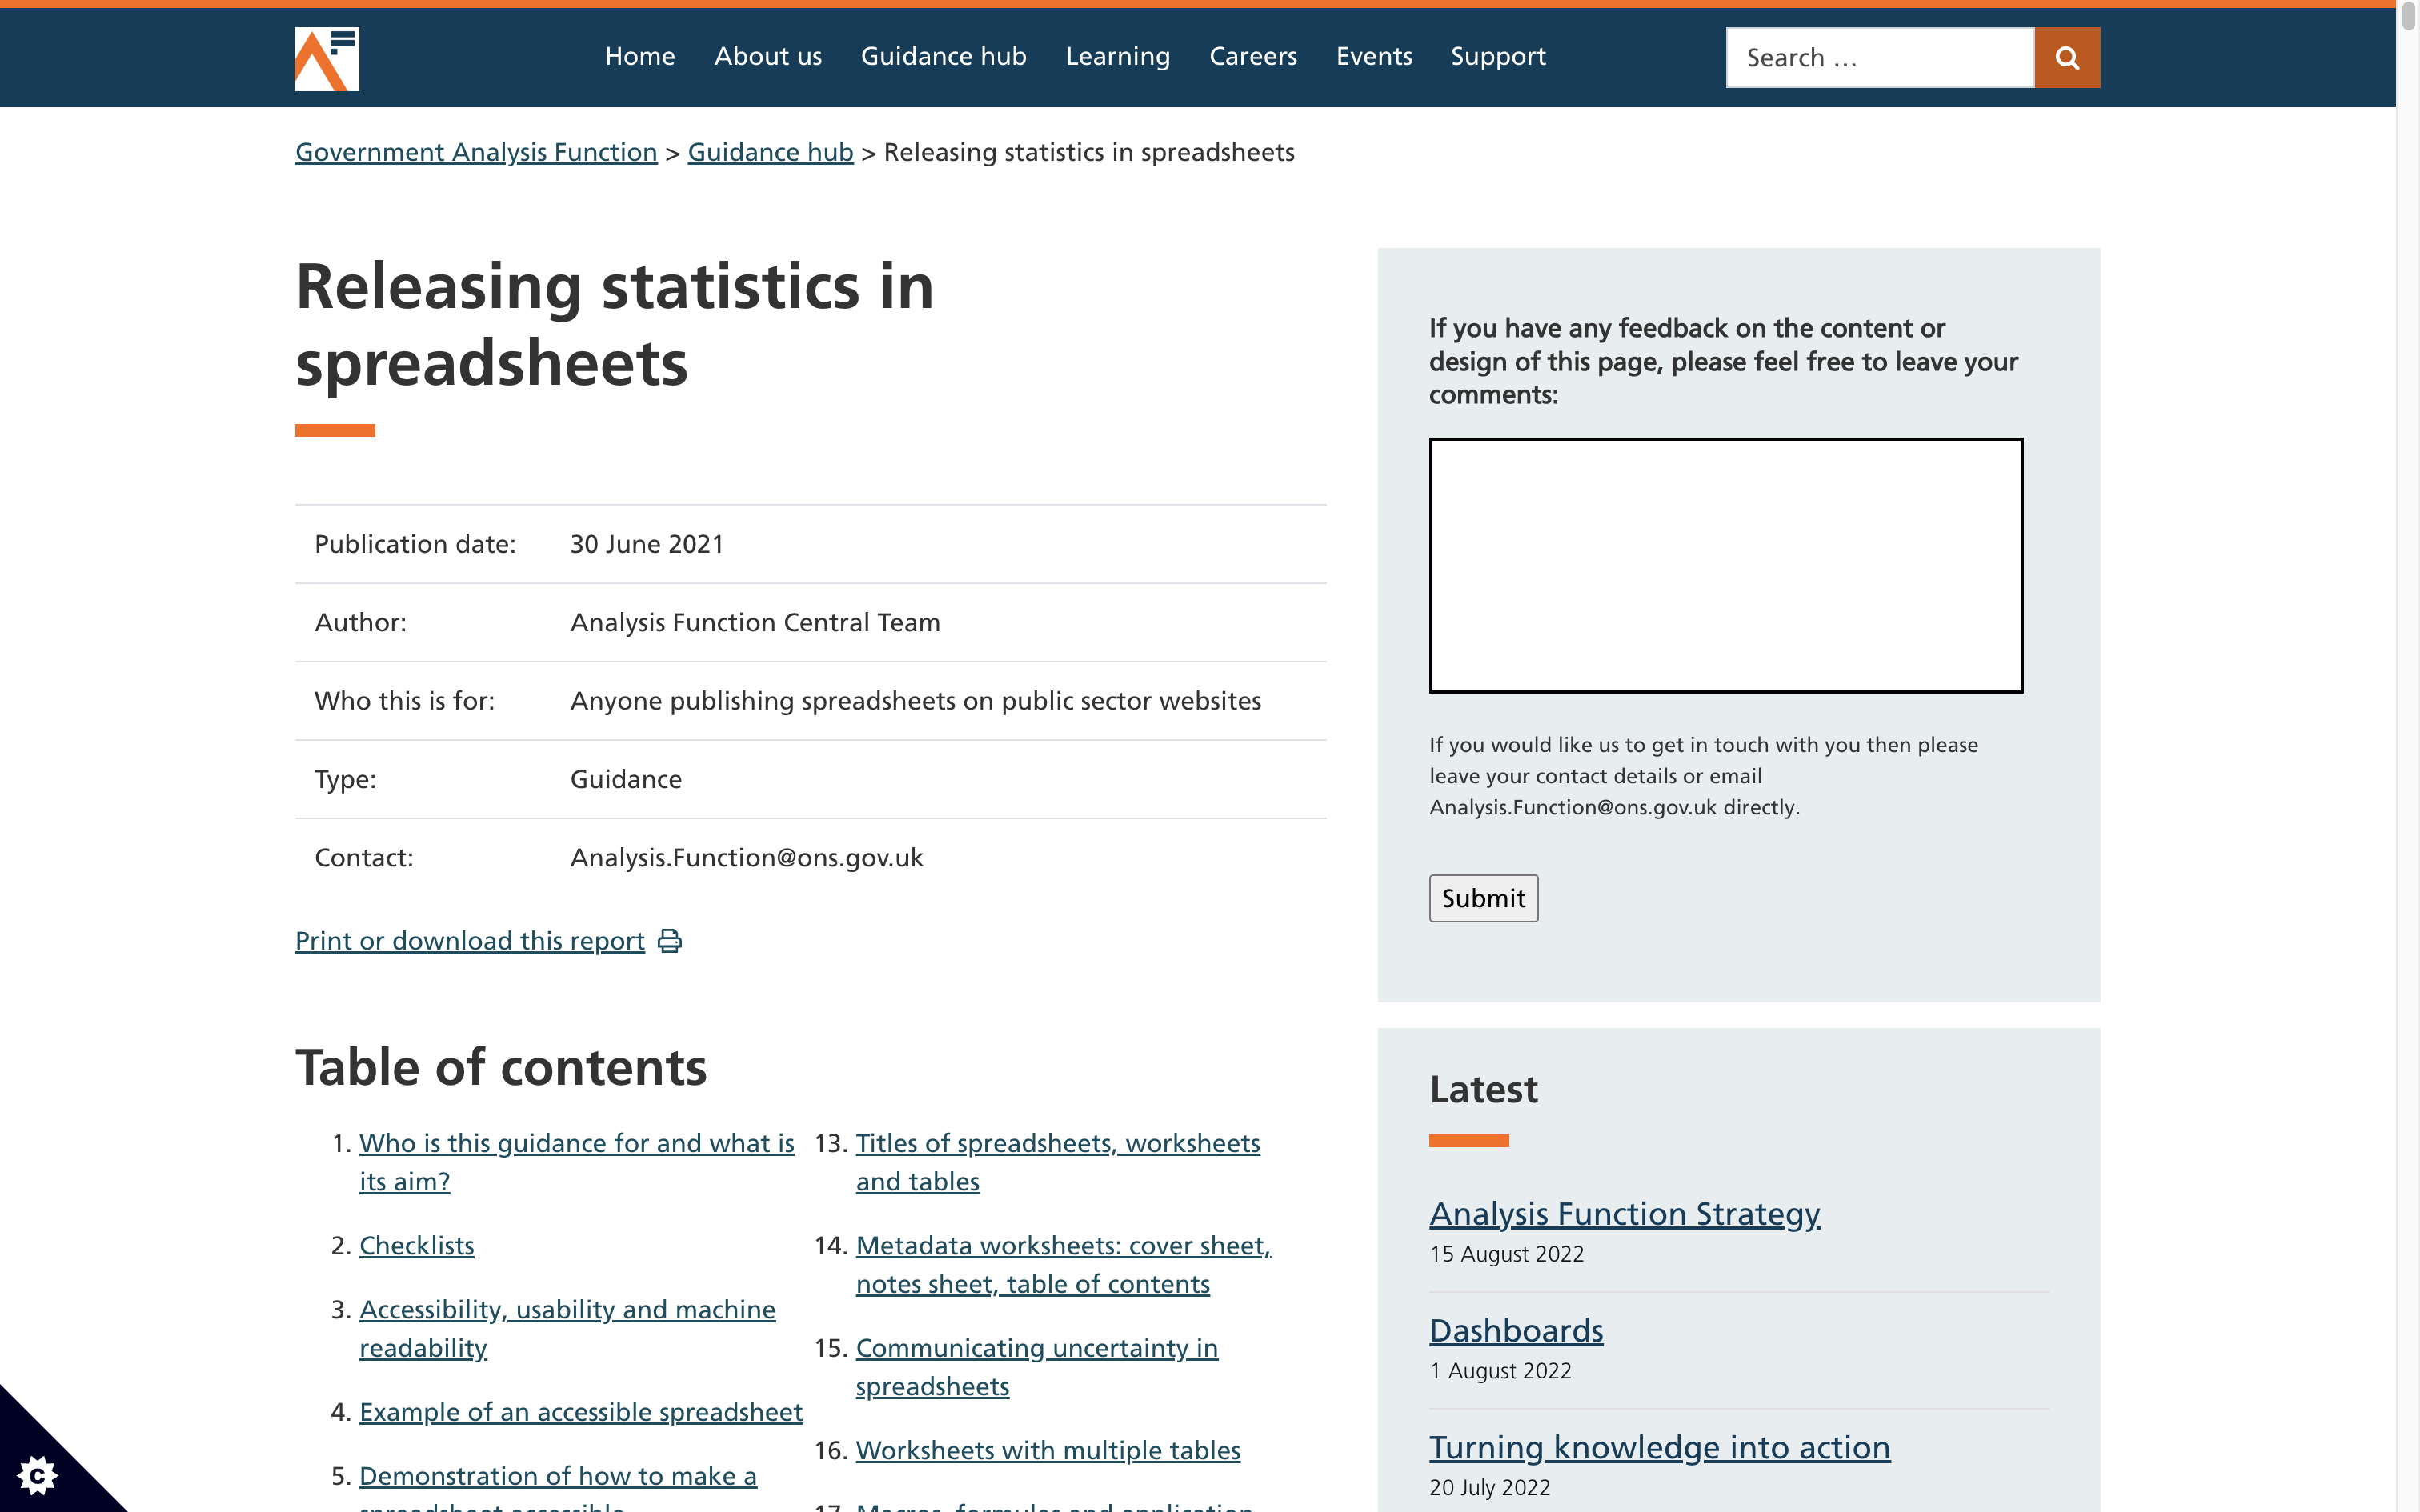 Home About us Guidance hub Learning Careers Events Support
Search …
Government Analysis Function > Guidance hub > Releasing statistics in spreadsheets
Releasing statistics in
spreadsheets
Publication date: 30 June 2021
Author: Analysis Function Central Team
Who this is for: Anyone publishing spreadsheets on public sector websites
Type: Guidance
Contact: Analysis.Function@ons.gov.uk
Print or download this report
Table of contents
1. Who is this guidance for and what is
its aim?
2. Checklists
3. Accessibility, usability and machine
readability
4. Example of an accessible spreadsheet
5. Demonstration of how to make a
spreadsheet accessible
13. Titles of spreadsheets, worksheets
and tables
14. Metadata worksheets: cover sheet,
notes sheet, table of contents
15. Communicating uncertainty in
spreadsheets
16. Worksheets with multiple tables
17. Macros, formulas and application
If you have any feedback on the content or
design of this page, please feel free to leave your
comments:
If you would like us to get in touch with you then please
leave your contact details or email
Analysis.Function@ons.gov.uk directly.
Submit
Latest
Analysis Function Strategy
15 August 2022
Dashboards
1 August 2022
Turning knowledge into action
20 July 2022
C